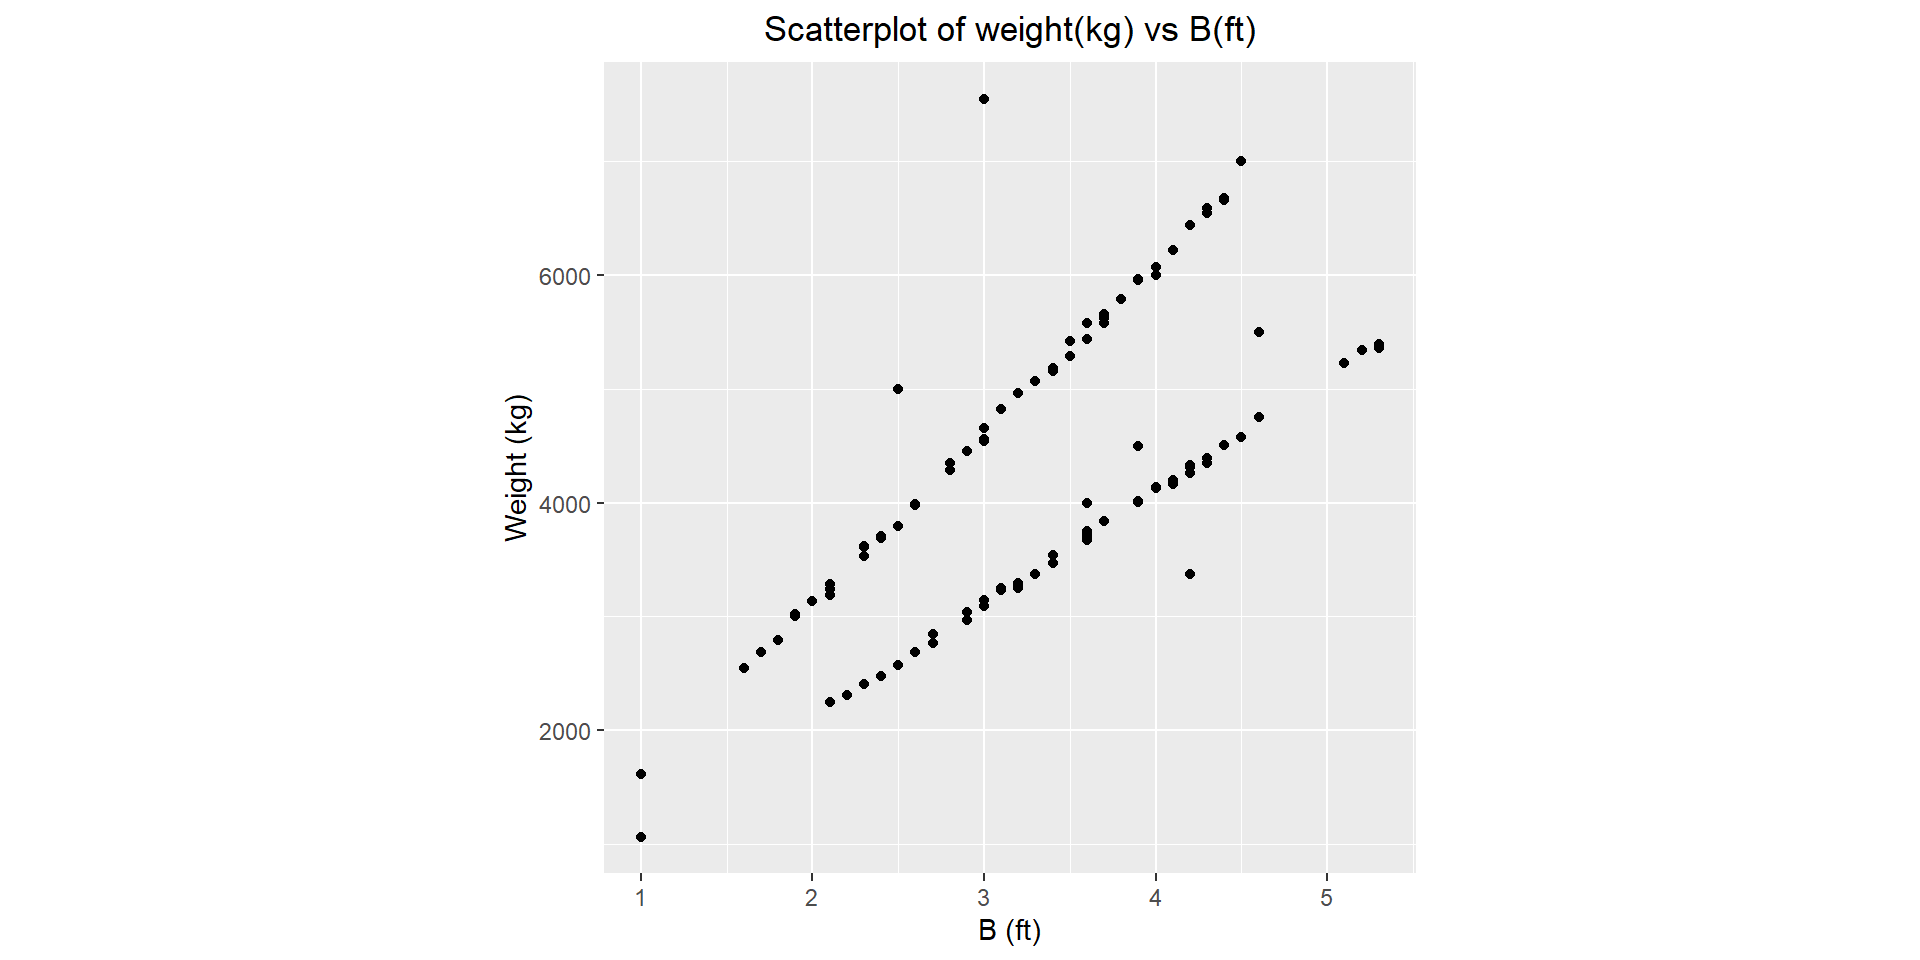 Scatterplot of weight(kg) vs B(ft)
Weight (kg)
6000
4000
2000
1 2 3 4 5
B (ft)